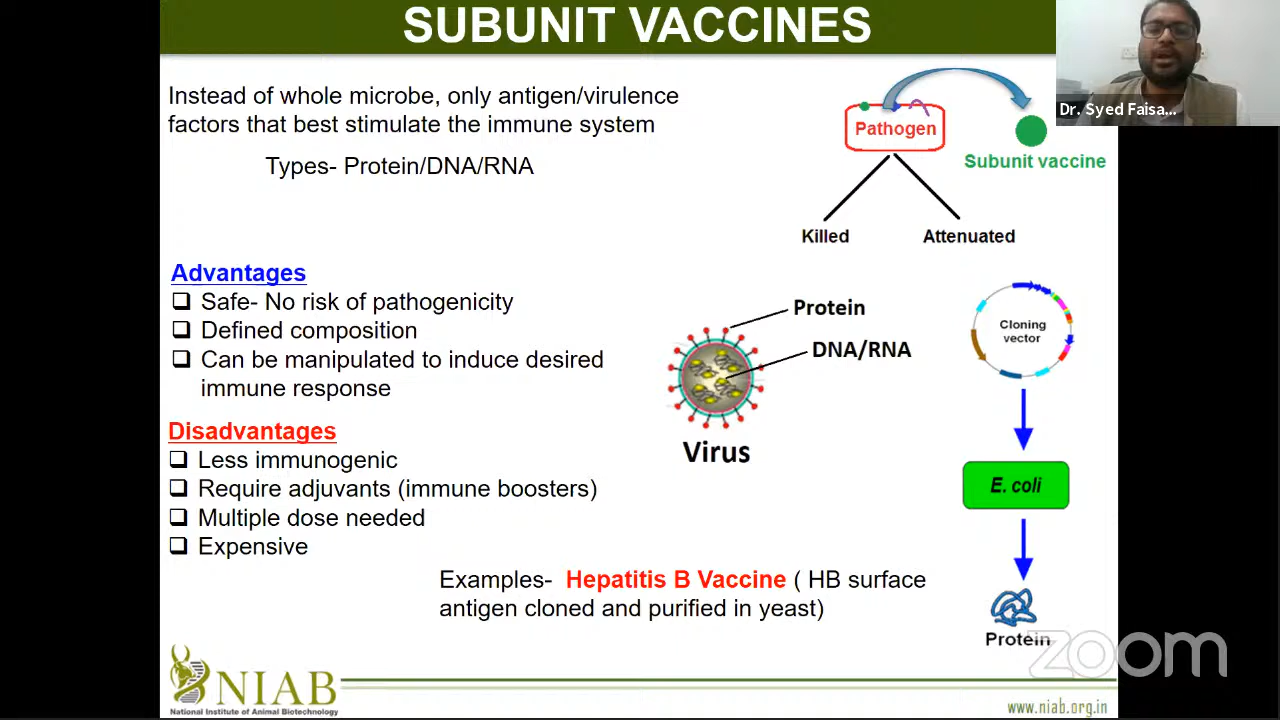 SUBUNIT VACCINES
Instead of whole microbe, only antigen/virulence
factors that best stimulate the immune system
Types- Protein/DNA/RNA
Pathogen
Subunit vaccine
Killed
Attenuated
Dr. Syed Faisa...
Advantages
Safe- No risk of pathogenicity
Defined composition
Can be manipulated to induce desired
immune response
Disadvantages
Less immunogenic
Require adjuvants (immune boosters)
Multiple dose needed
Expensive
Protein
DNA/RNA
Virus
Cloning
vector
E. coli
Protein
Examples- Hepatitis B Vaccine ( HB surface
antigen cloned and purified in yeast)
NIAB
National Institute of Animal Biotechnology
www.niab.org.in
zoom